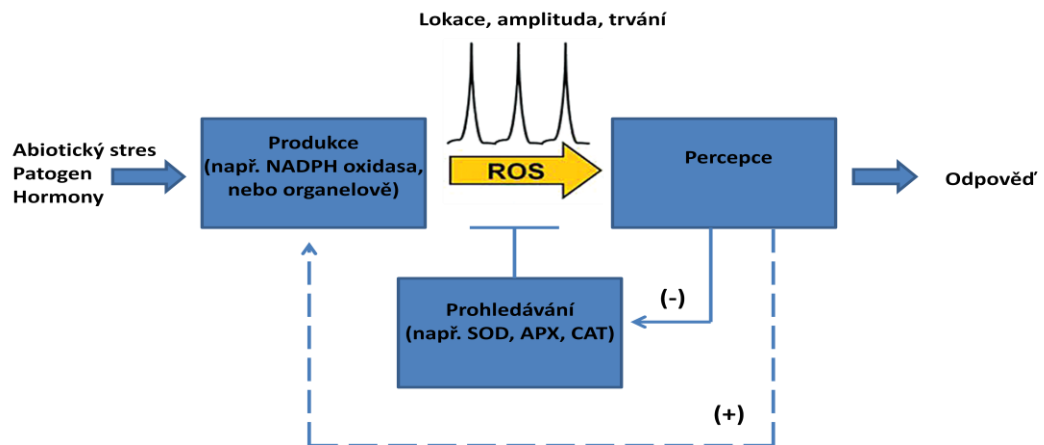 Lokace, amplituda, trvání
Abiotický stres
Patogen
Hormony
Produkce
(např. NADPH oxidasa,
nebo organelově)
ROS
Percepce
Odpověď
Prohledávání
(např. SOD, APX, CAT)
(-)
(+)